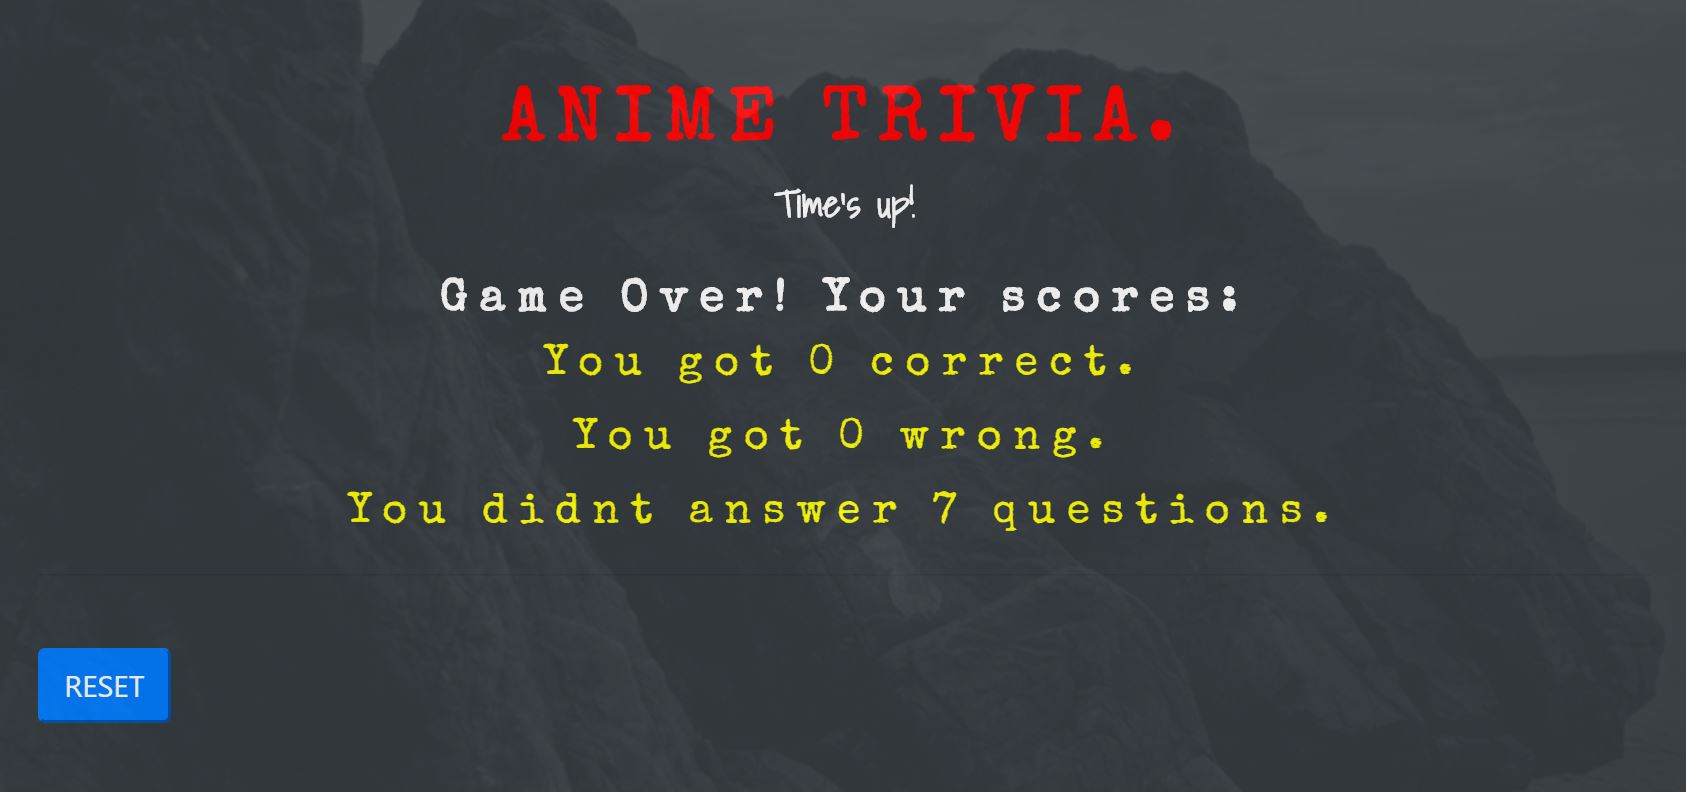 ANIME TRIVIA.
Time's up!
Game Over! Your scores:
You got 0 correct.
You got 0 wrong.
You didnt answer 7 questions.
RESET